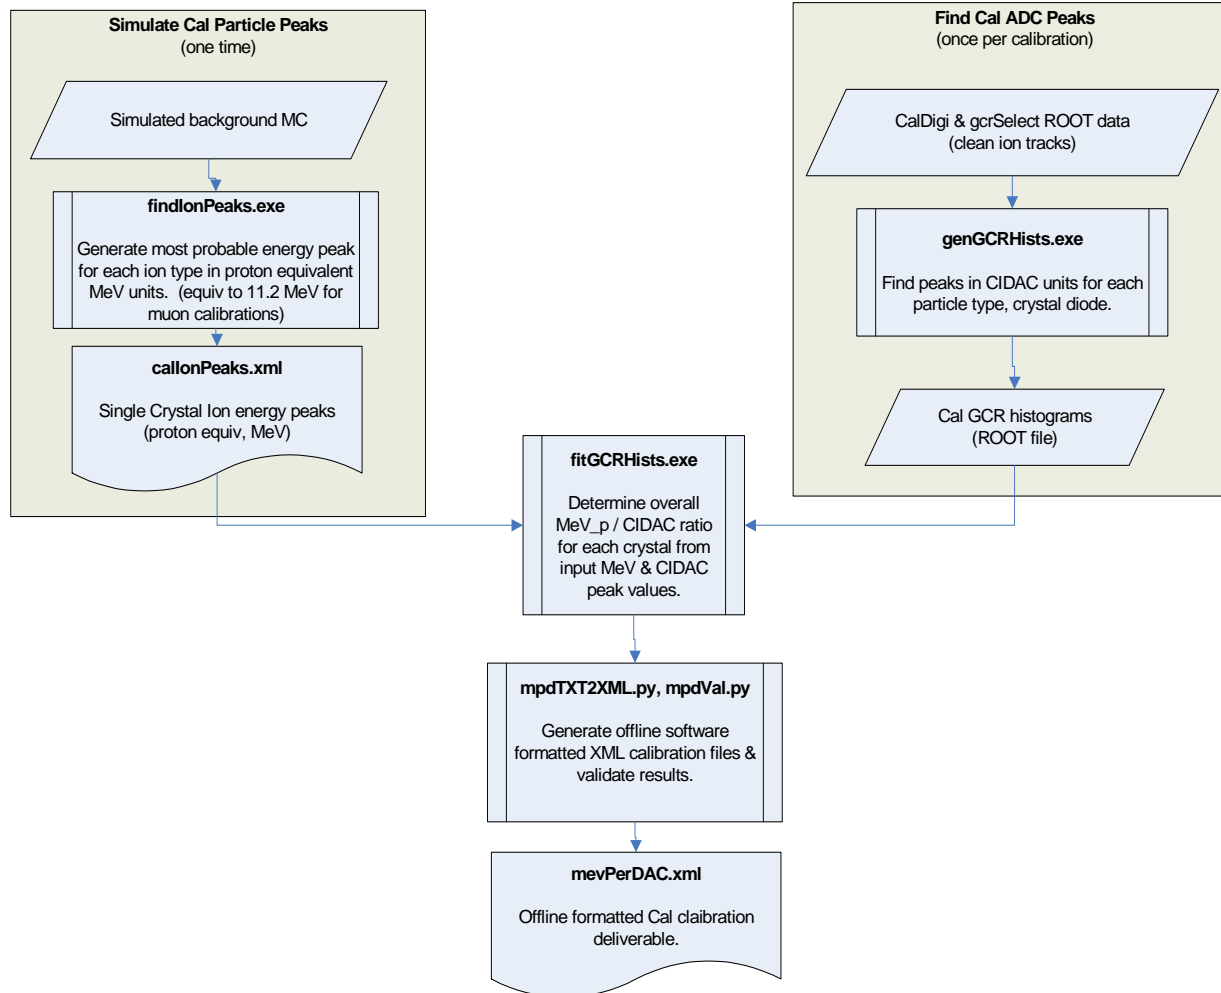 Simulate Cal Particle Peaks
(one time)
Simulated background MC
findIonPeaks.exe
Generate most probable energy peak
for each ion type in proton equivalent
MeV units.  (equiv to 11.2 MeV for
muon calibrations)
calIonPeaks.xml
Single Crystal Ion energy peaks
(proton equiv, MeV)
Find Cal ADC Peaks
(once per calibration)
CalDigi & gcrSelect ROOT data
(clean ion tracks)
genGCRHists.exe
Find peaks in CIDAC units for each
particle type, crystal diode.
Cal GCR histograms
(ROOT file)
fitGCRHists.exe
Determine overall
MeV_p / CIDAC ratio
for each crystal from
input MeV & CIDAC
peak values.
mpdTXT2XML.py, mpdVal.py
Generate offline software
formatted XML calibration files &
validate results.
mevPerDAC.xml
Offline formatted Cal claibration
deliverable.